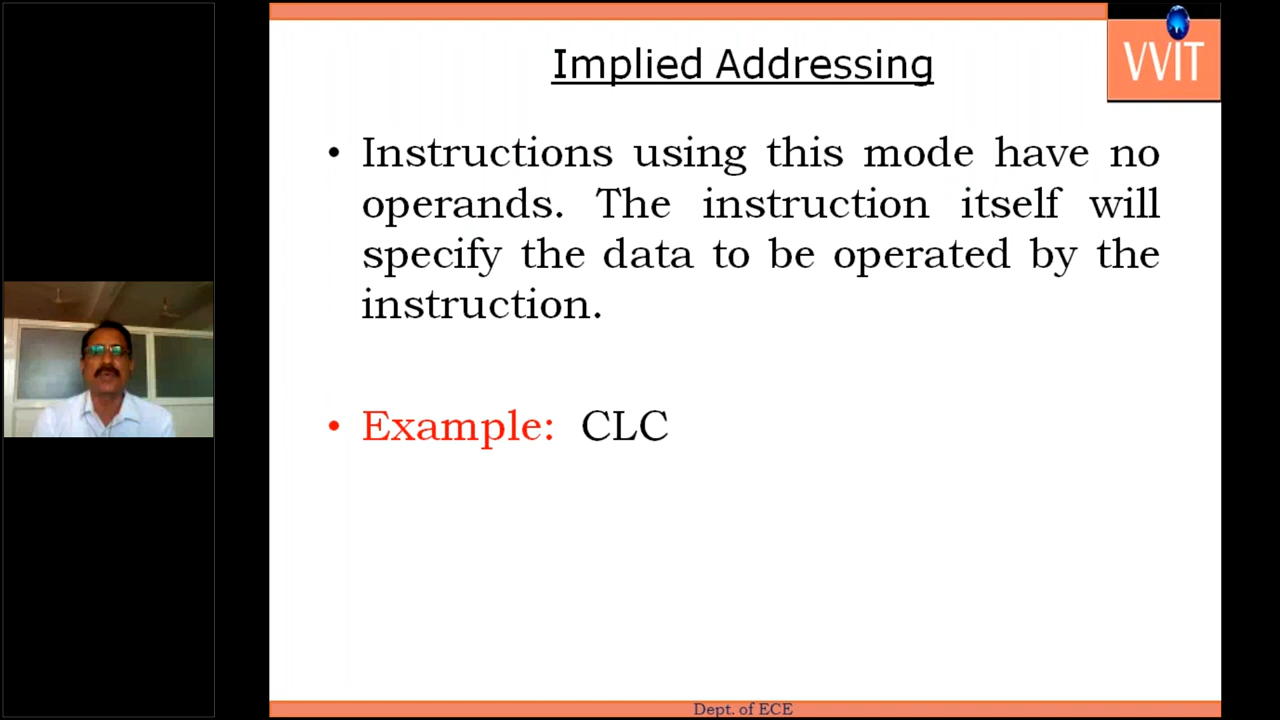 Implied Addressing
VVIT
• Instructions using this mode have no
operands. The instruction itself will
specify the data to be operated by the
instruction.
• Example: CLC
Dept. of ECE